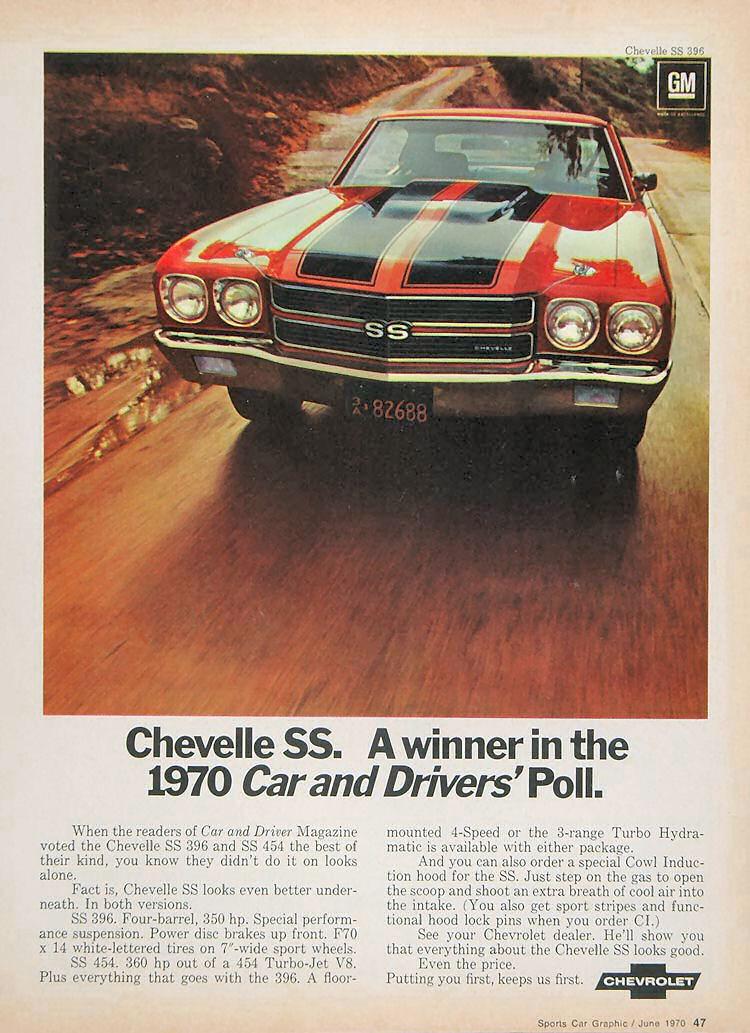 Chevelle SS 396
GM
MARK OF EXCELLENCE
SS
CHEVELLE
82688
Chevelle SS. A winner in the
1970 Car and Drivers' Poll.
When the readers of Car and Driver Magazine
voted the Chevelle SS 396 and SS 454 the best of
their kind, you know they didn't do it on looks
alone.
Fact is, Chevelle SS looks even better under-
neath. In both versions.
SS 396. Four-barrel, 350 hp. Special perform-
ance suspension. Power disc brakes up front. F70
x 14 white-lettered tires on 7"-wide sport wheels.
SS 454. 360 hp out of a 454 Turbo-Jet V8.
Plus everything that goes with the 396. A floor-
mounted 4-Speed or the 3-range Turbo Hydra-
matic is available with either package.
And you can also order a special Cowl Induc-
tion hood for the SS. Just step on the gas to open
the scoop and shoot an extra breath of cool air into
the intake. (You also get sport stripes and func-
tional hood lock pins when you order CI.)
See your Chevrolet dealer. He'll show you
that everything about the Chevelle SS looks good.
Even the price.
Putting you first, keeps us first.
CHEVROLET
Sports Car Graphic / June 1970 47